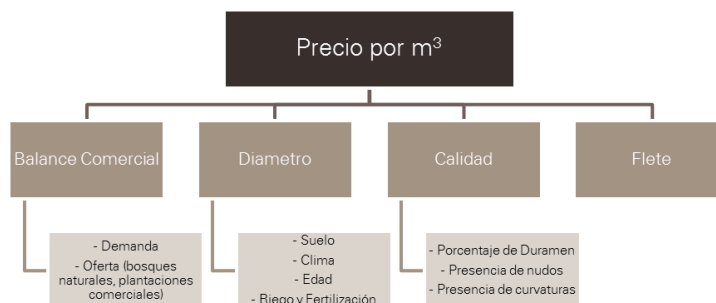 Precio por m³
Balance Comercial
Diametro
Calidad
Flete
- Demanda
- Oferta (bosques
naturales, plantaciones
comerciales)
- Suelo
- Clima
- Edad
- Riego y Fertilización
- Porcentaje de Duramen
- Presencia de nudos
- Presencia de curvaturas